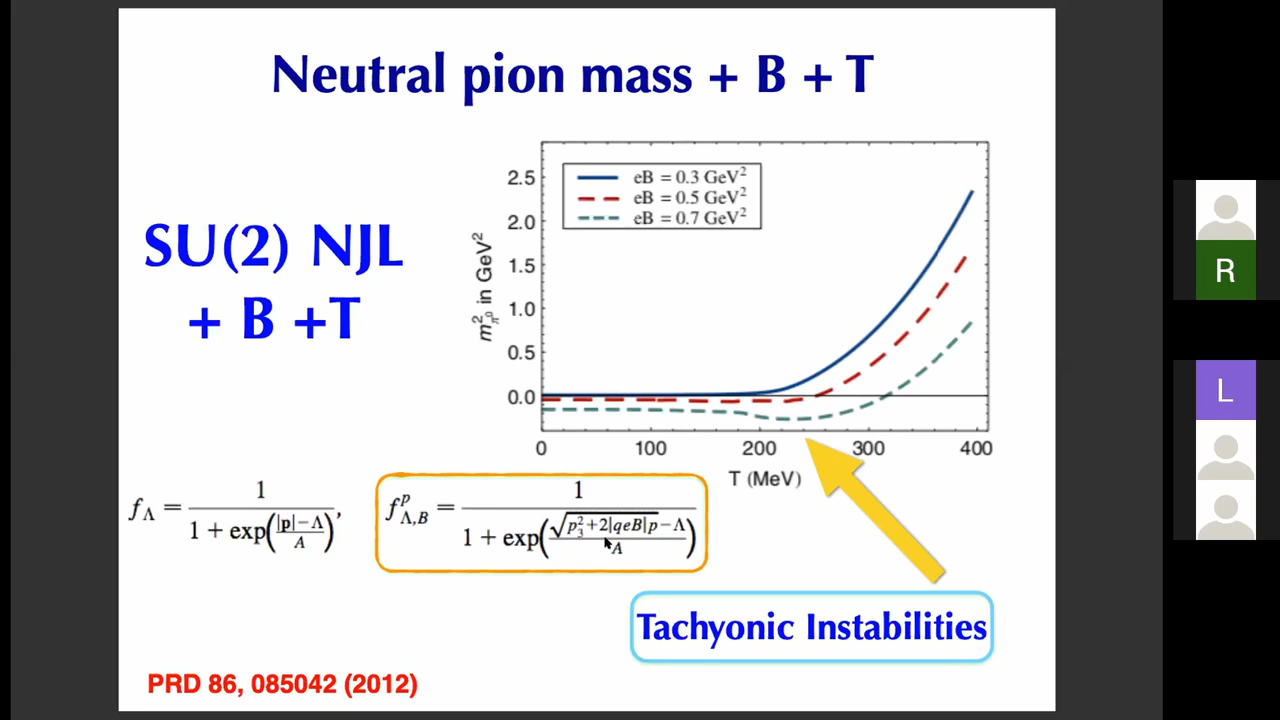 Neutral pion mass + B + T
SU(2) NJL
+ B +T
eB = 0.3 GeV²
eB = 0.5 GeV²
eB = 0.7 GeV²
m²_π⁰ in GeV²
2.5
2.0
1.5
1.0
0.5
0.0
0 100 200 300 400
T (MeV)
f_Λ = 1 / (1 + exp((|p|−Λ)/A)),
f^p_Λ,B = 1 / (1 + exp((√(p₃²+2|qeB|p)−Λ)/A))
Tachyonic Instabilities
PRD 86, 085042 (2012)
R
L